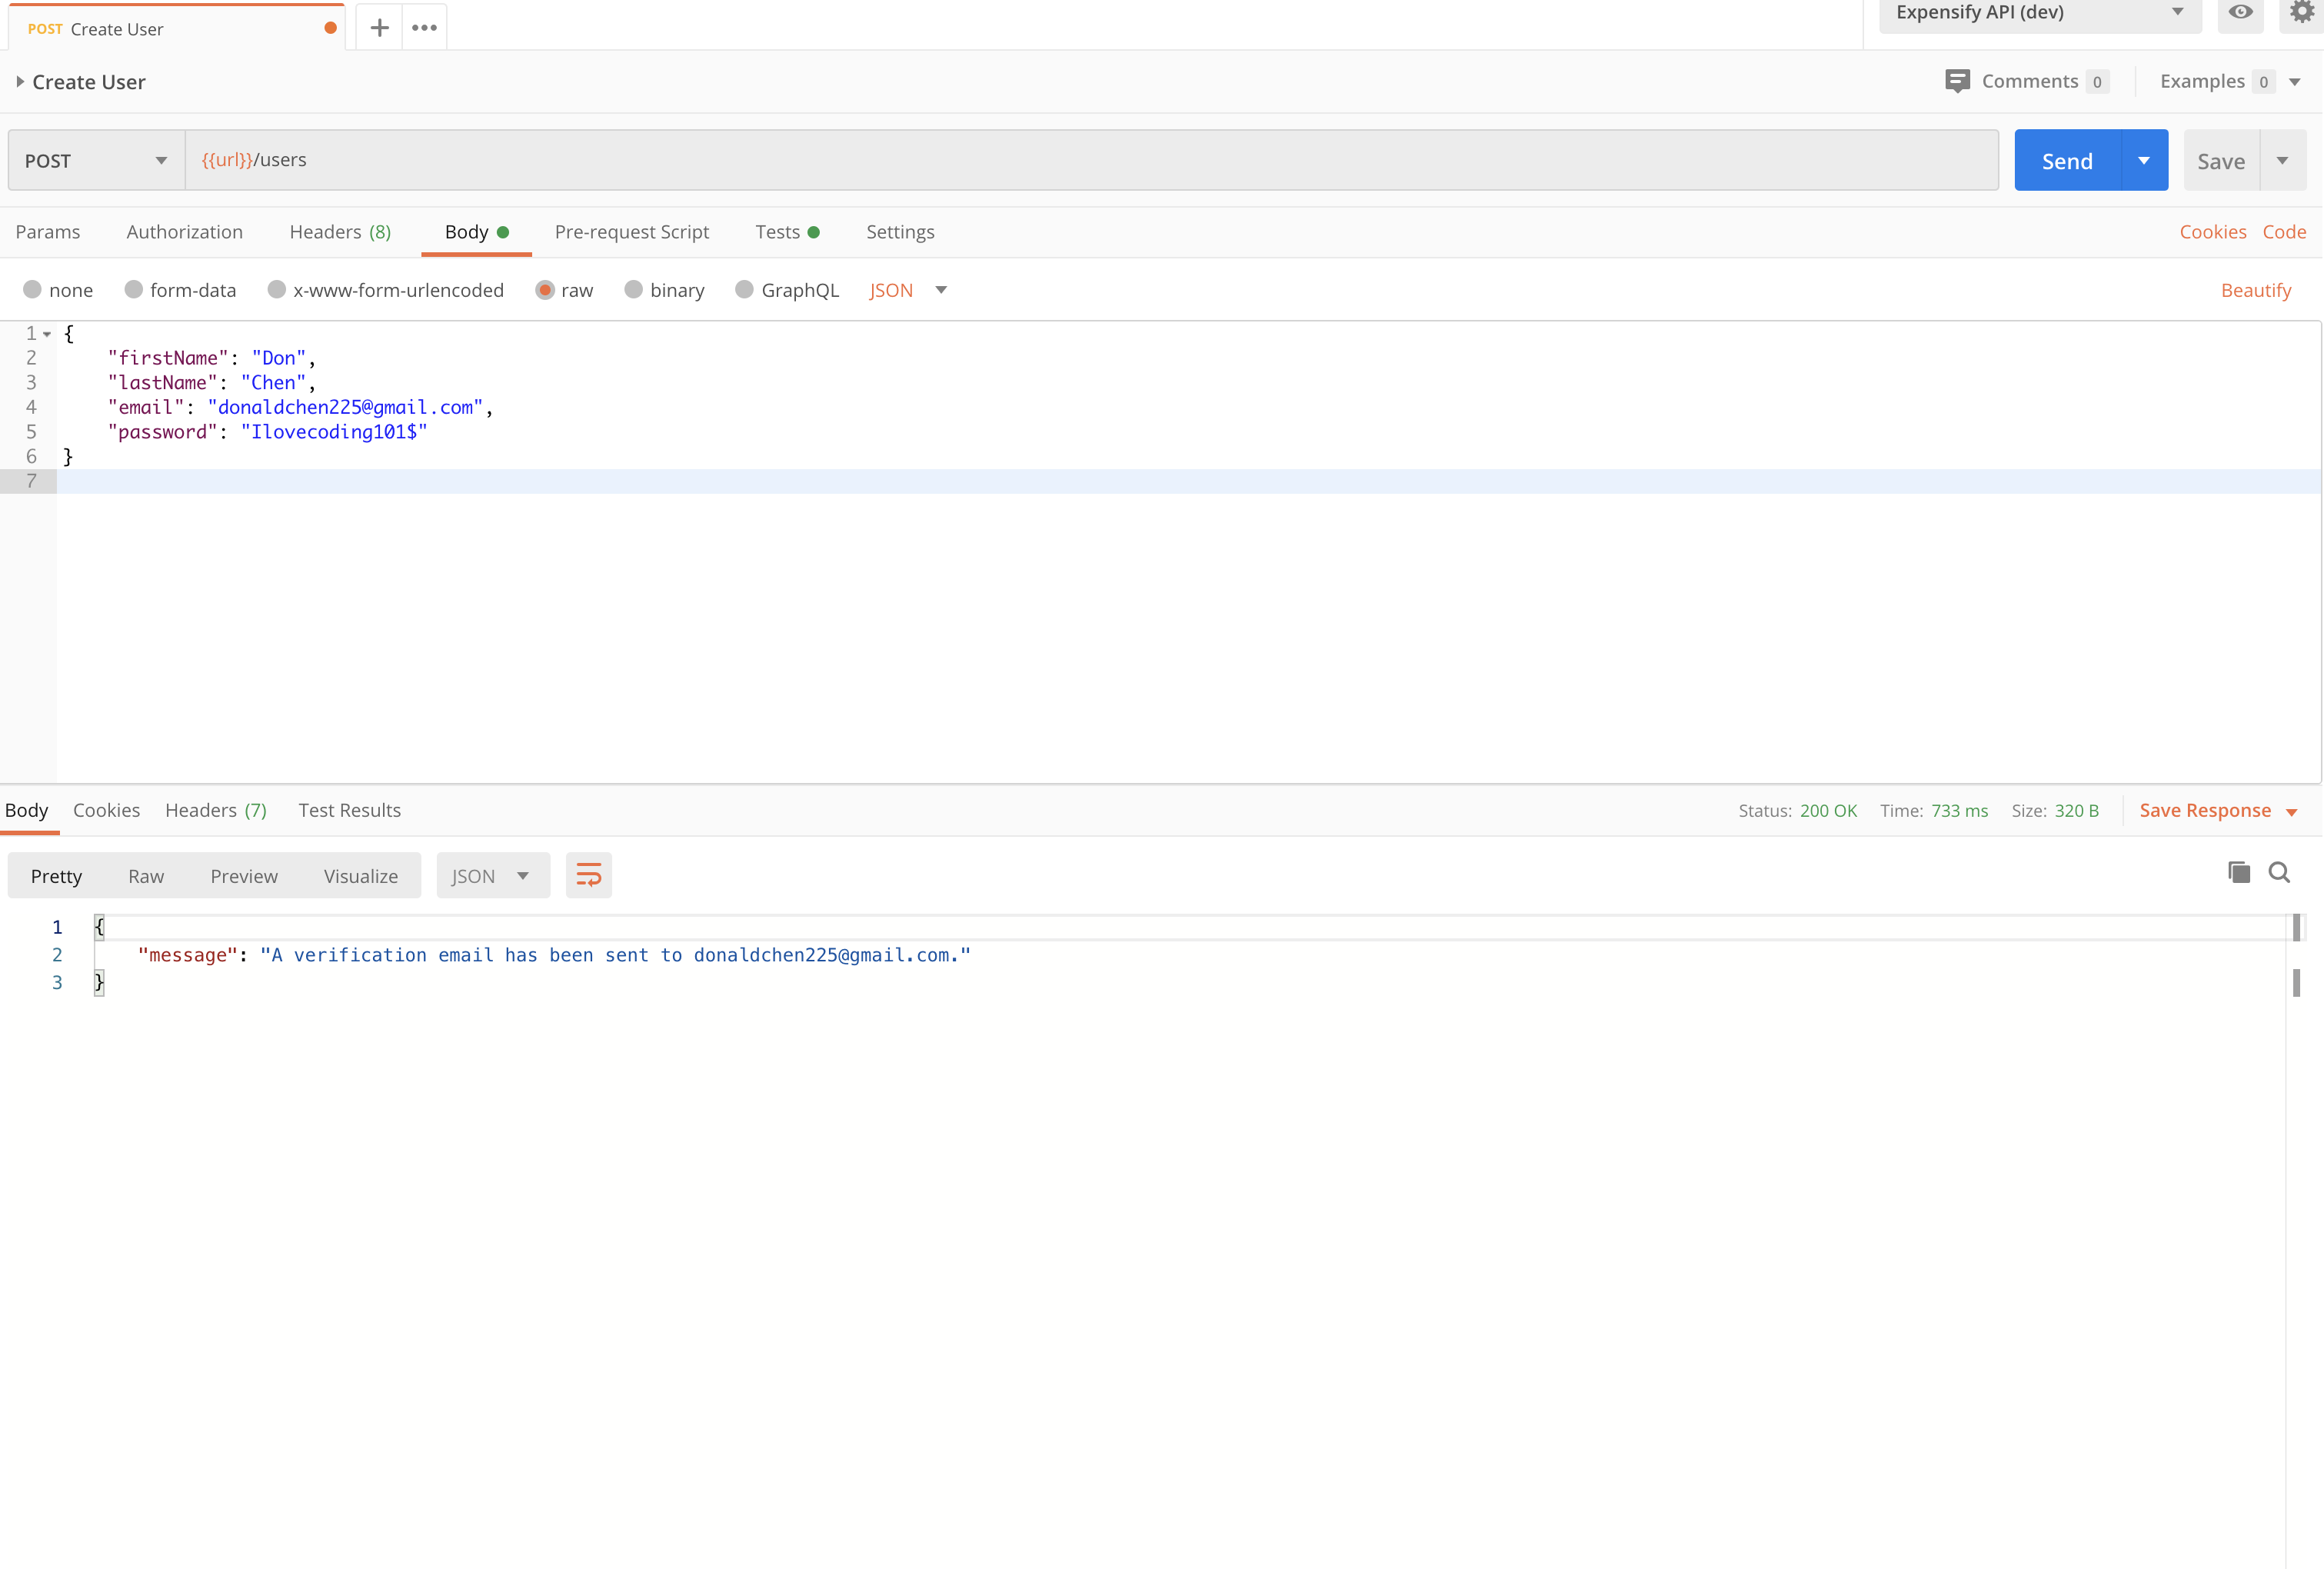 POST Create User
Expensify API (dev)
Create User
Comments 0
Examples 0
POST
{{url}}/users
Send
Save
Params
Authorization
Headers (8)
Body
Pre-request Script
Tests
Settings
Cookies
Code
none
form-data
x-www-form-urlencoded
raw
binary
GraphQL
JSON
Beautify
1 {
2 "firstName": "Don",
3 "lastName": "Chen",
4 "email": "donaldchen225@gmail.com",
5 "password": "Ilovecoding101$"
6 }
7
Body
Cookies
Headers (7)
Test Results
Status: 200 OK
Time: 733 ms
Size: 320 B
Save Response
Pretty
Raw
Preview
Visualize
JSON
1 {
2 "message": "A verification email has been sent to donaldchen225@gmail.com."
3 }